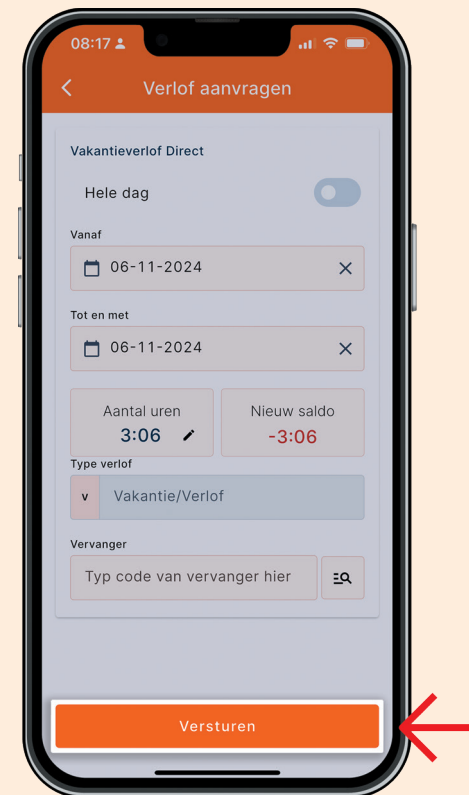 08:17
Verlof aanvragen
Vakantieverlof Direct
Hele dag
Vanaf
06-11-2024
Tot en met
06-11-2024
Aantal uren
3:06
Nieuw saldo
-3:06
Type verlof
v Vakantie/Verlof
Vervanger
Typ code van vervanger hier
Versturen